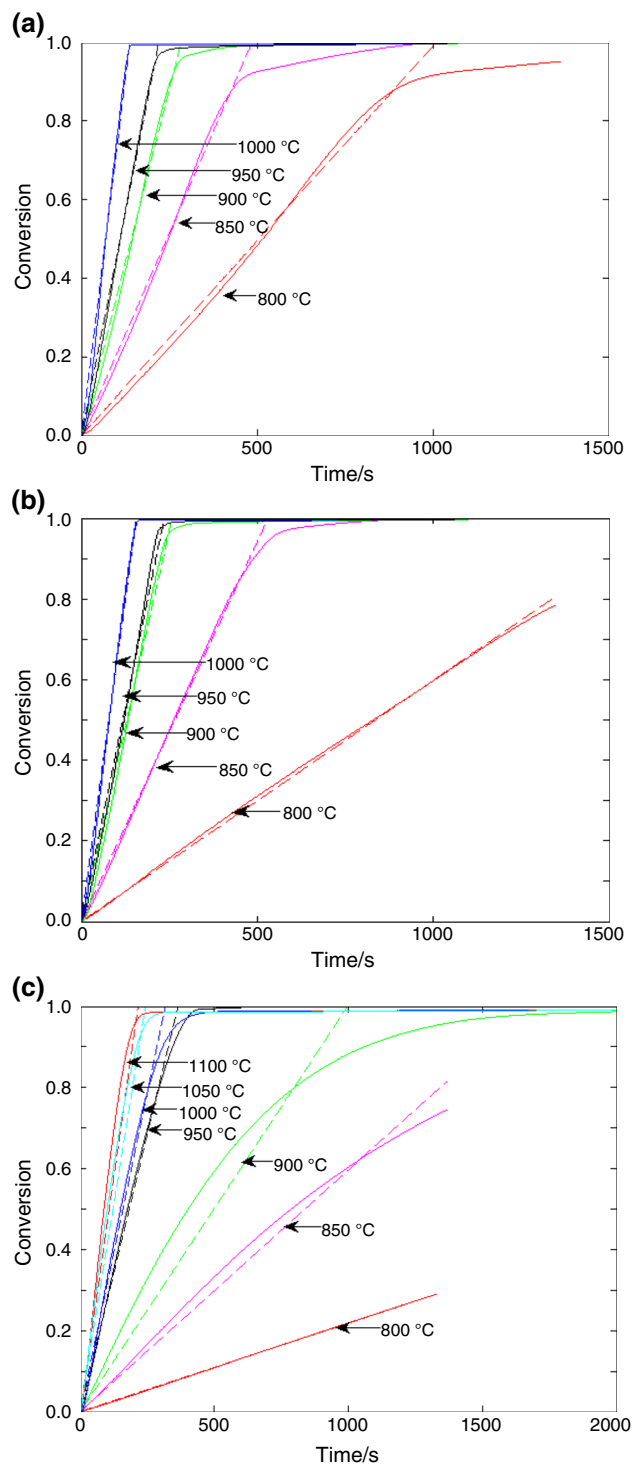 (a)
1.0
0.8
0.6
0.4
0.2
0.0
Conversion
1000 °C
950 °C
900 °C
850 °C
800 °C
0 500 1000 1500
Time/s
(b)
1.0
0.8
0.6
0.4
0.2
0.0
Conversion
1000 °C
950 °C
900 °C
850 °C
800 °C
0 500 1000 1500
Time/s
(c)
1.0
0.8
0.6
0.4
0.2
0.0
Conversion
1100 °C
1050 °C
1000 °C
950 °C
900 °C
850 °C
800 °C
0 500 1000 1500 2000
Time/s